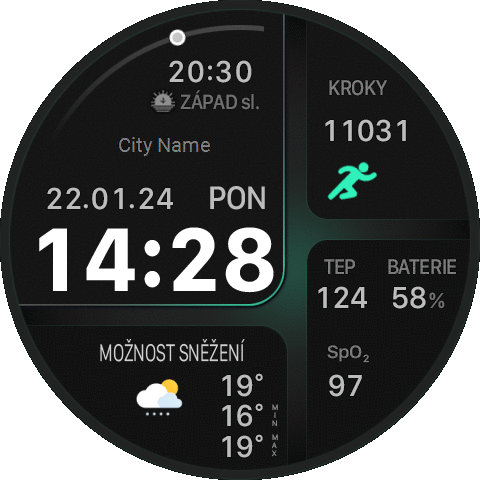 20:30
ZÁPAD sl.
City Name
22.01.24 PON
14:28
KROKY
11031
TEP BATERIE
124 58%
SpO₂
97
MOŽNOST SNĚŽENÍ
19°
16° MIN
19° MAX